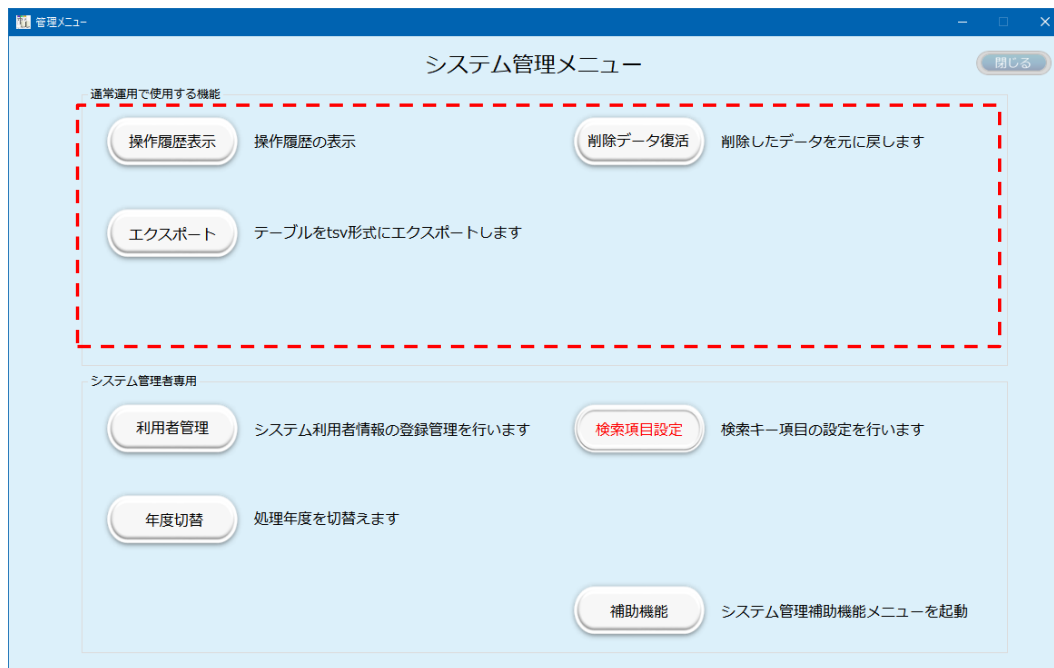 管理メニュー
システム管理メニュー
閉じる
通常運用で使用する機能
操作履歴表示 操作履歴の表示
削除データ復活 削除したデータを元に戻します
エクスポート テーブルをtsv形式にエクスポートします
システム管理者専用
利用者管理 システム利用者情報の登録管理を行います
検索項目設定 検索キー項目の設定を行います
年度切替 処理年度を切替えます
補助機能 システム管理補助機能メニューを起動